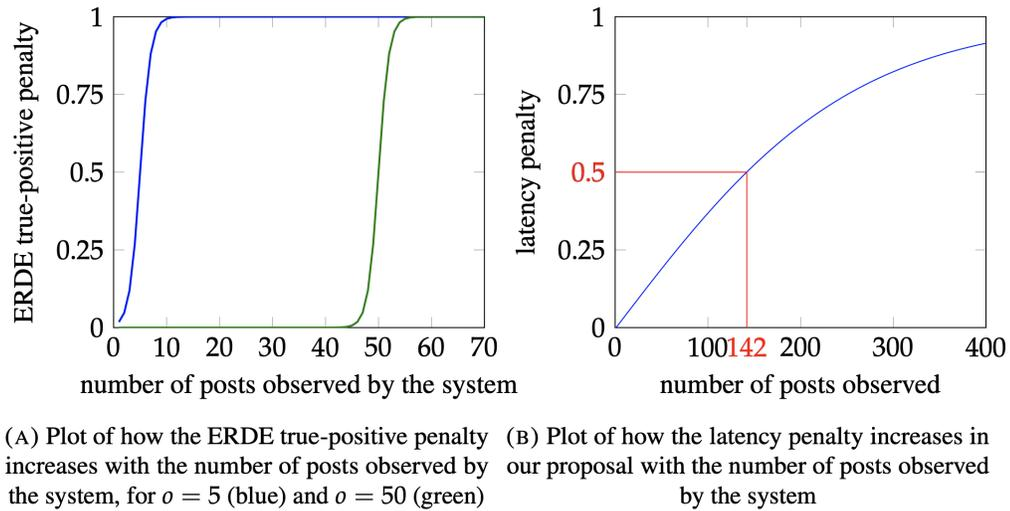 ERDE true-positive penalty
1
0.75
0.5
0.25
0
0 10 20 30 40 50 60 70
number of posts observed by the system
latency penalty
1
0.75
0.5
0.25
0
0 100 142 200 300 400
number of posts observed
(A) Plot of how the ERDE true-positive penalty
increases with the number of posts observed by
the system, for o = 5 (blue) and o = 50 (green)
(B) Plot of how the latency penalty increases in
our proposal with the number of posts observed
by the system